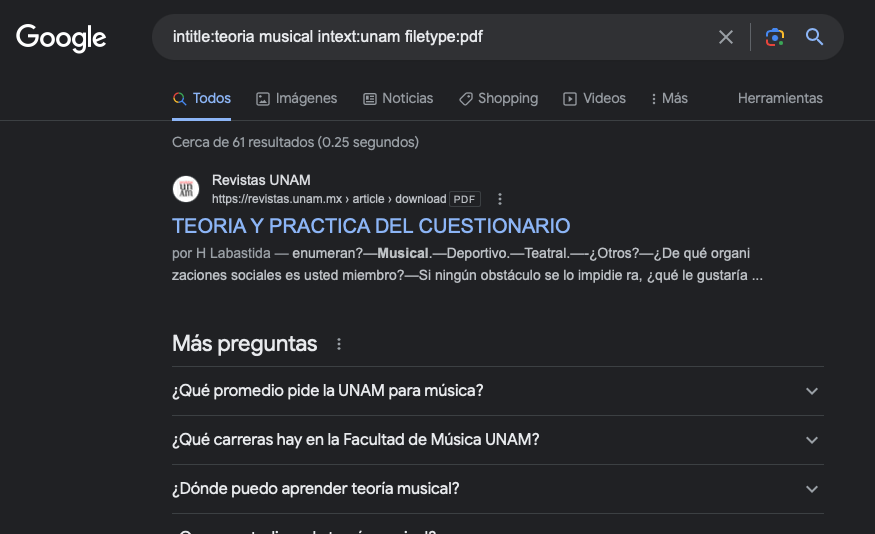 Google
intitle:teoria musical intext:unam filetype:pdf
Todos Imágenes Noticias Shopping Videos Más Herramientas
Cerca de 61 resultados (0.25 segundos)
Revistas UNAM
https://revistas.unam.mx › article › download PDF
TEORIA Y PRACTICA DEL CUESTIONARIO
por H Labastida — enumeran?—Musical.—Deportivo.—Teatral.—-¿Otros?—¿De qué organi
zaciones sociales es usted miembro?—Si ningún obstáculo se lo impidie ra, ¿qué le gustaría ...
Más preguntas
¿Qué promedio pide la UNAM para música?
¿Qué carreras hay en la Facultad de Música UNAM?
¿Dónde puedo aprender teoría musical?